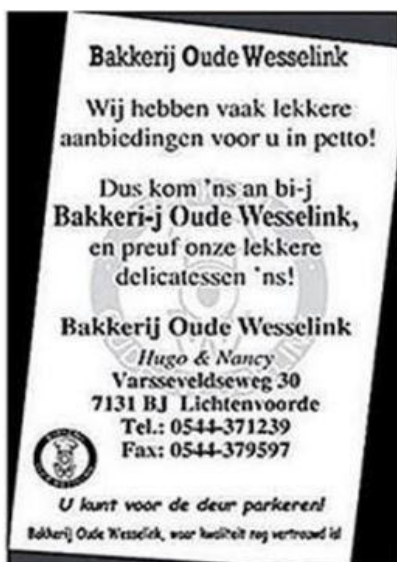 Bakkerij Oude Wesselink
Wij hebben vaak lekkere
aanbiedingen voor u in petto!
Dus kom 'ns an bi-j
Bakkeri-j Oude Wesselink,
en preuf onze lekkere
delicatessen 'ns!
Bakkerij Oude Wesselink
Hugo & Nancy
Varsseveldseweg 30
7131 BJ Lichtenvoorde
Tel.: 0544-371239
Fax: 0544-379597
U kunt voor de deur parkeren!
Bakkerij Oude Wesselink, waar kwaliteit nog vertrouwd is!